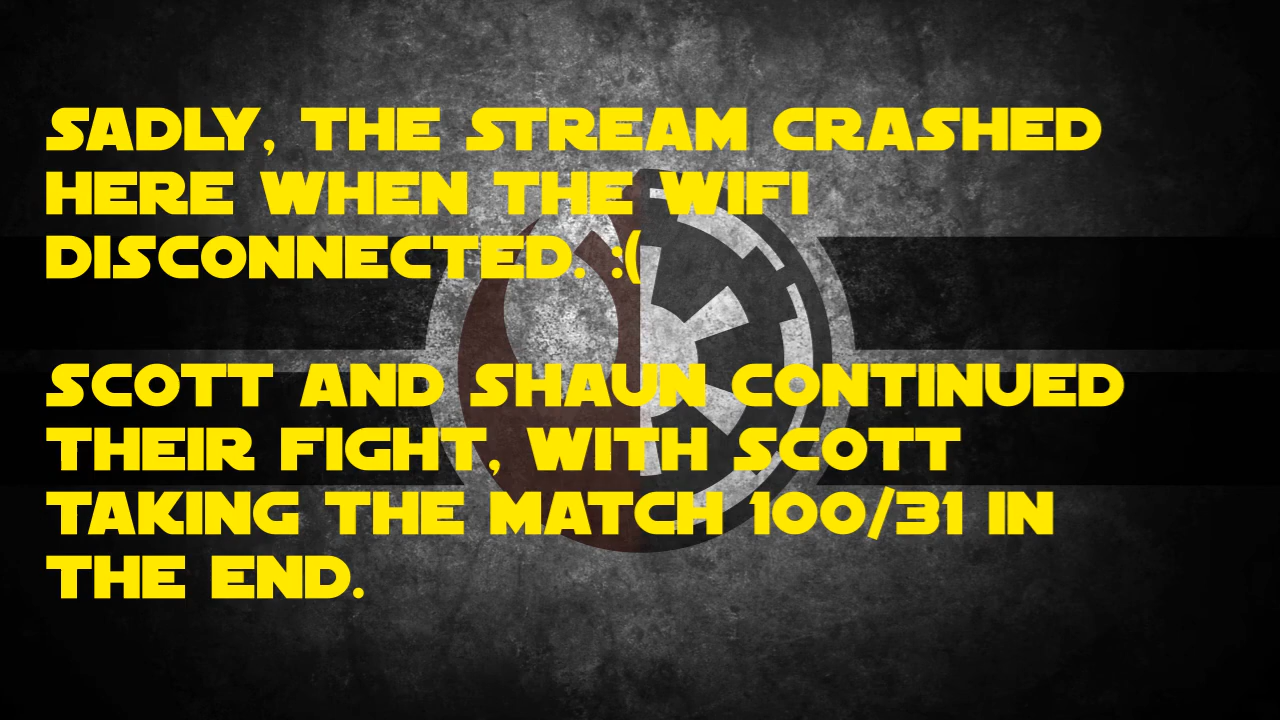 SADLY, THE STREAM CRASHED
HERE WHEN THE WIFI
DISCONNECTED. :(
SCOTT AND SHAUN CONTINUED
THEIR FIGHT, WITH SCOTT
TAKING THE MATCH 100/31 IN
THE END.